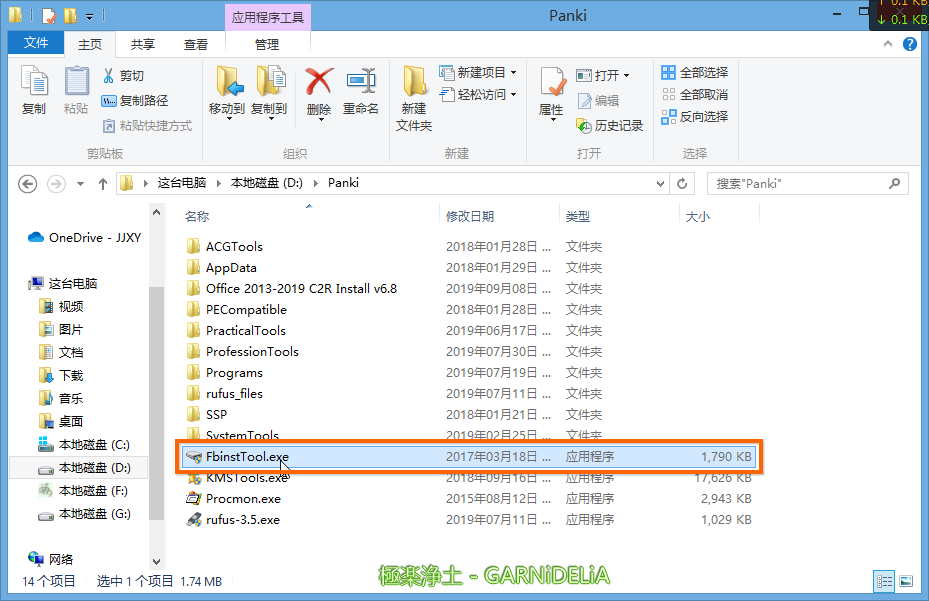 应用程序工具
Panki
↑ 0.1 KB
↓ 0.1 KB
文件
主页
共享
查看
管理
复制
粘贴
剪切
复制路径
粘贴快捷方式
剪贴板
移动到
复制到
删除
重命名
组织
新建
文件夹
新建项目
轻松访问
新建
属性
打开
编辑
历史记录
打开
全部选择
全部取消
反向选择
选择
这台电脑 本地磁盘 (D:) Panki
搜索"Panki"
OneDrive - JJXY
这台电脑
视频
图片
文档
下载
音乐
桌面
本地磁盘 (C:)
本地磁盘 (D:)
本地磁盘 (F:)
本地磁盘 (G:)
网络
名称 修改日期 类型 大小
ACGTools 2018年01月28日 ... 文件夹
AppData 2018年01月29日 ... 文件夹
Office 2013-2019 C2R Install v6.8 2019年09月08日 ... 文件夹
PECompatible 2018年01月28日 ... 文件夹
PracticalTools 2019年06月17日 ... 文件夹
ProfessionTools 2019年07月30日 ... 文件夹
Programs 2019年07月19日 ... 文件夹
rufus_files 2019年07月11日 ... 文件夹
SSP 2018年01月21日 ... 文件夹
SystemTools 2019年02月25日 ... 文件夹
FbinstTool.exe 2017年03月18日 ... 应用程序 1,790 KB
KMSTools.exe 2018年09月16日 ... 应用程序 17,626 KB
Procmon.exe 2015年08月12日 ... 应用程序 2,943 KB
rufus-3.5.exe 2019年07月11日 ... 应用程序 1,029 KB
14 个项目 选中 1 个项目 1.74 MB
極楽浄土 - GARNiDELiA